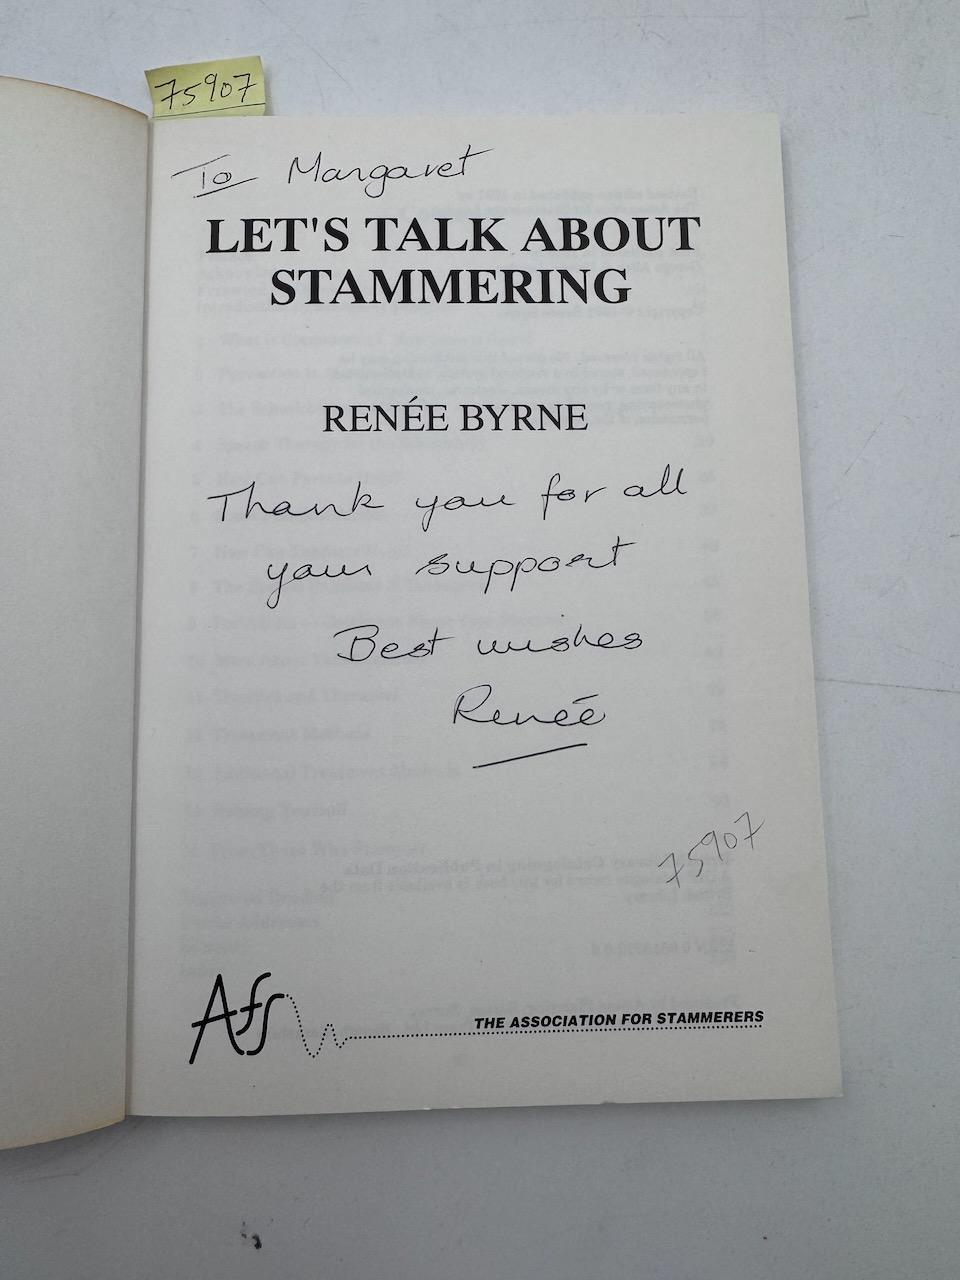 75907
To Margaret
LET'S TALK ABOUT
STAMMERING
RENÉE BYRNE
Thank you for all
your support
Best wishes
Renée
75907
Afs
THE ASSOCIATION FOR STAMMERERS